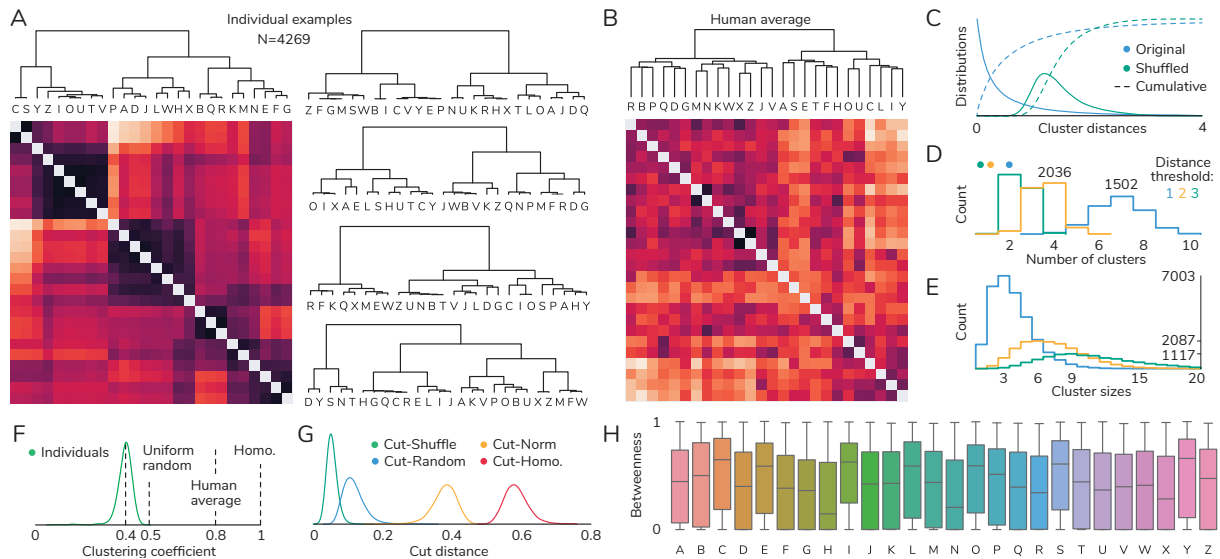 A
Individual examples
N=4269
C S Y Z I O U T V P A D J L W H X B Q R K M N E F G
Z F G M S W B I C V Y E P N U K R H X T L O A J D Q
O I X A E L S H U T C Y J W B V K Z Q N P M F R D G
R F K Q X M E W Z U N B T V J L D G C I O S P A H Y
D Y S N T H G Q C R E L I J A K V P O B U X Z M F W
B
Human average
R B P Q D G M N K W X Z J V A S E T F H O U C L I Y
C
Distributions
Original
Shuffled
Cumulative
0
4
Cluster distances
D
Count
2036
1502
Distance
threshold:
1 2 3
2 4 6 8 10
Number of clusters
E
Count
7003
2087
1117
3 6 9 15 20
Cluster sizes
F
Individuals
Uniform
random
Human
average
Homo.
0 0.4 0.5 0.8 1
Clustering coefficient
G
Cut-Shuffle
Cut-Random
Cut-Norm
Cut-Homo.
0 0.2 0.4 0.6 0.8
Cut distance
H
Betweenness
1
0
A B C D E F G H I J K L M N O P Q R S T U V W X Y Z